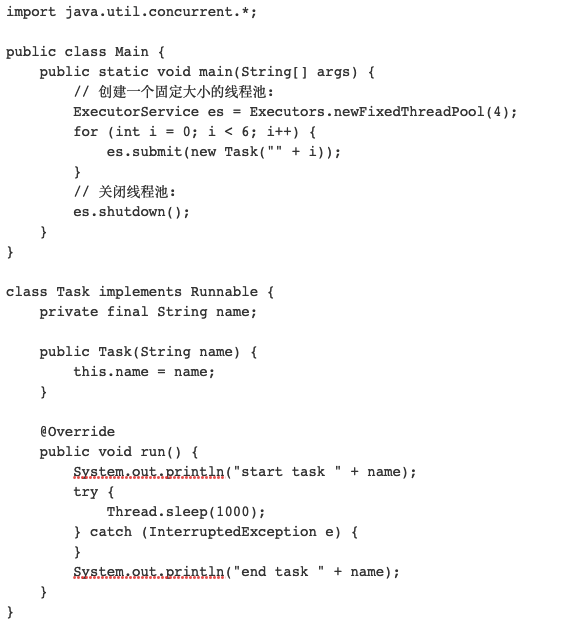 import java.util.concurrent.*;

public class Main {
    public static void main(String[] args) {
        // 创建一个固定大小的线程池：
        ExecutorService es = Executors.newFixedThreadPool(4);
        for (int i = 0; i < 6; i++) {
            es.submit(new Task("" + i));
        }
        // 关闭线程池：
        es.shutdown();
    }
}

class Task implements Runnable {
    private final String name;

    public Task(String name) {
        this.name = name;
    }

    @Override
    public void run() {
        System.out.println("start task " + name);
        try {
            Thread.sleep(1000);
        } catch (InterruptedException e) {
        }
        System.out.println("end task " + name);
    }
}